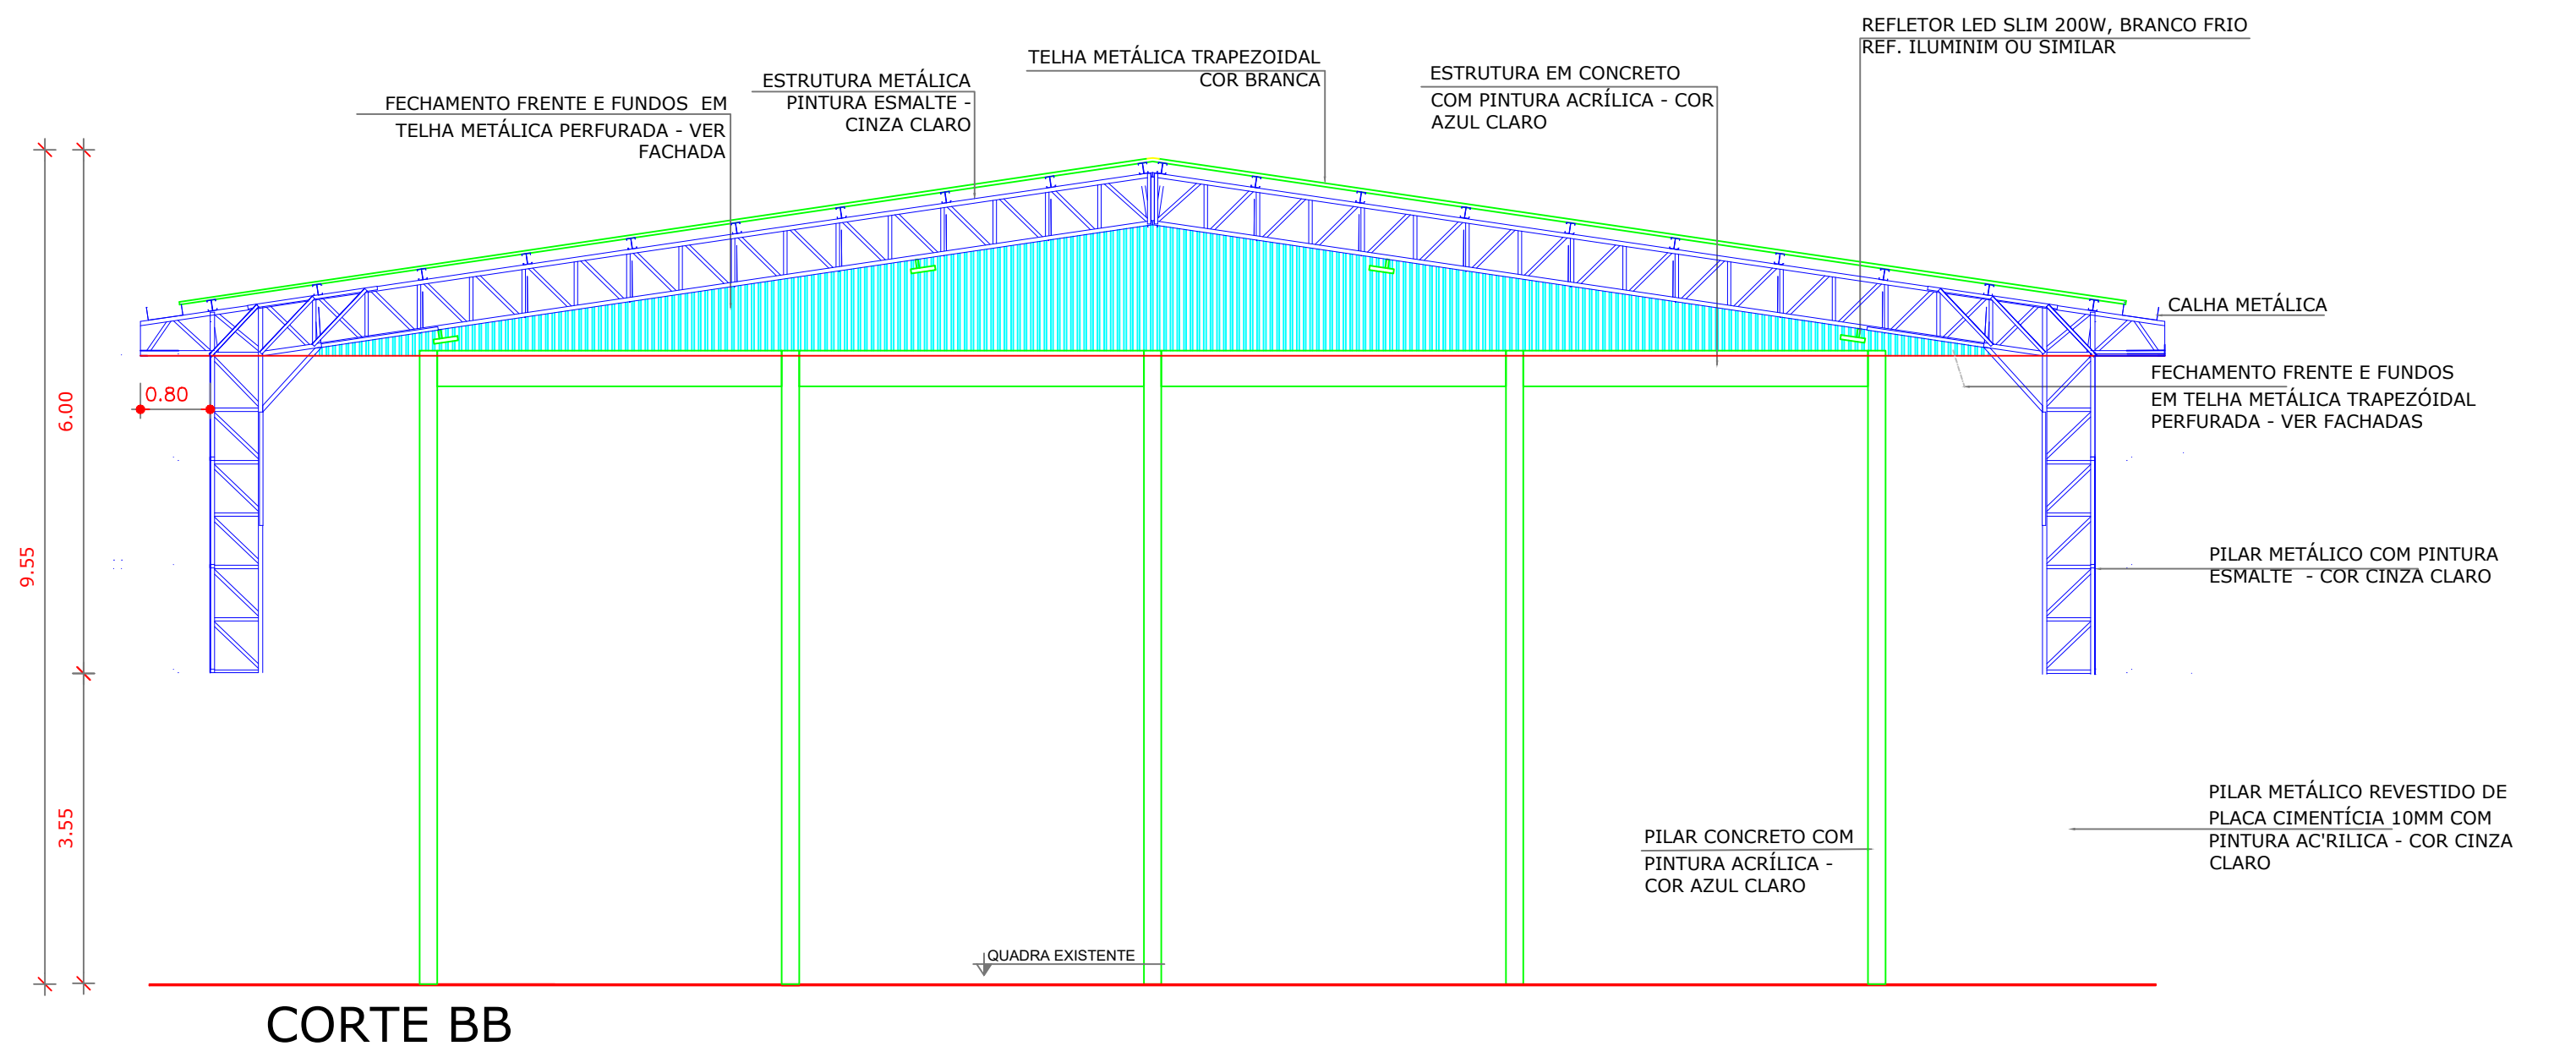 REFLETOR LED SLIM 200W, BRANCO FRIO
REF. ILUMINIM OU SIMILAR
TELHA METÁLICA TRAPEZOIDAL
COR BRANCA
ESTRUTURA EM CONCRETO
COM PINTURA ACRÍLICA - COR
AZUL CLARO
ESTRUTURA METÁLICA
PINTURA ESMALTE -
CINZA CLARO
FECHAMENTO FRENTE E FUNDOS  EM
TELHA METÁLICA PERFURADA - VER
FACHADA
CALHA METÁLICA
FECHAMENTO FRENTE E FUNDOS
EM TELHA METÁLICA TRAPEZÓIDAL
PERFURADA - VER FACHADAS
0.80
6.00
9.55
3.55
PILAR METÁLICO COM PINTURA
ESMALTE  - COR CINZA CLARO
PILAR METÁLICO REVESTIDO DE
PLACA CIMENTÍCIA 10MM COM
PINTURA AC'RILICA - COR CINZA
CLARO
PILAR CONCRETO COM
PINTURA ACRÍLICA -
COR AZUL CLARO
QUADRA EXISTENTE
CORTE BB